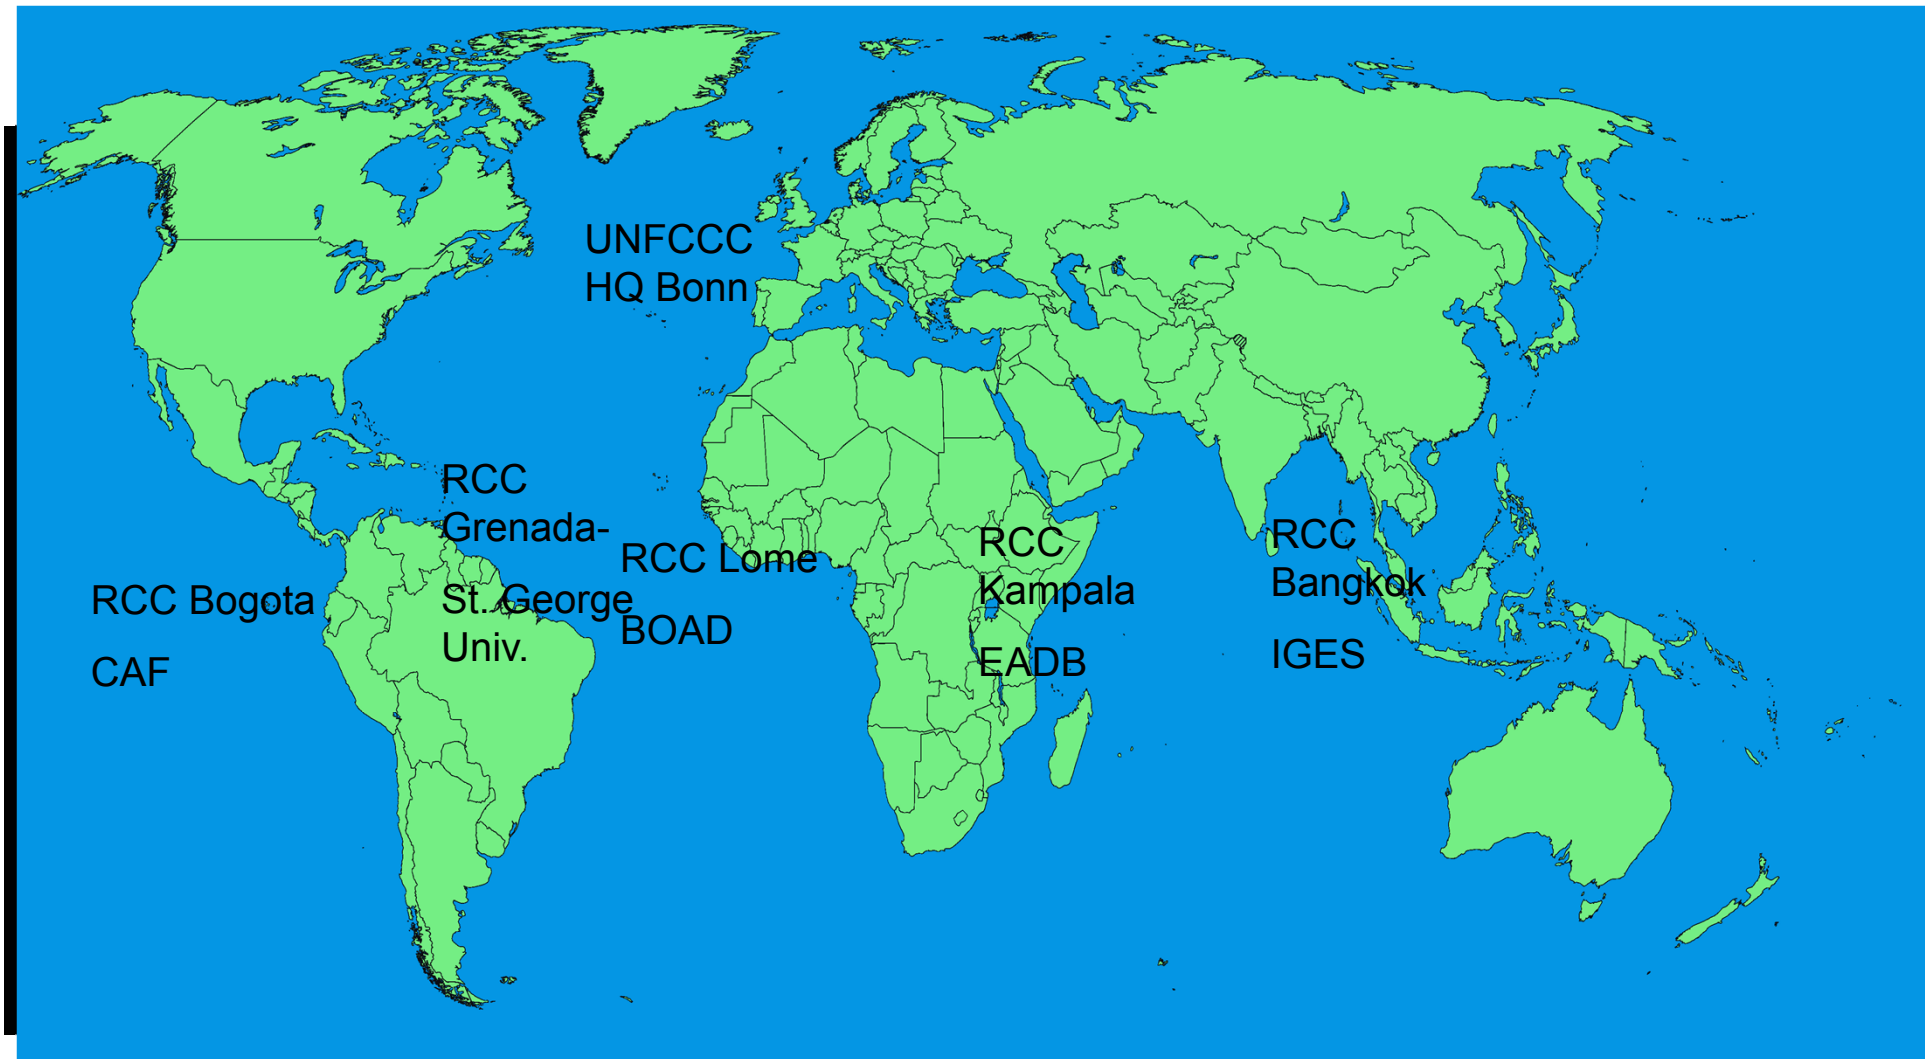 UNFCCC
HQ Bonn
RCC
Grenada-
St. George
Univ.
RCC Bogota
CAF
RCC Lome
BOAD
RCC
Kampala
EADB
RCC
Bangkok
IGES